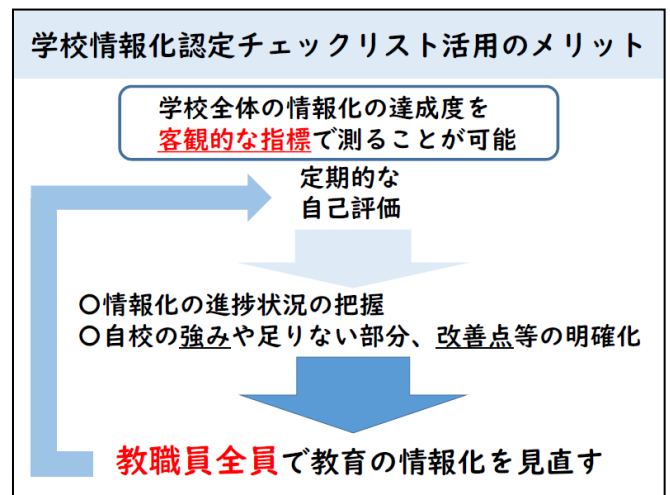 学校情報化認定チェックリスト活用のメリット
学校全体の情報化の達成度を
客観的な指標で測ることが可能
定期的な
自己評価
〇情報化の進捗状況の把握
〇自校の強みや足りない部分、改善点等の明確化
教職員全員で教育の情報化を見直す